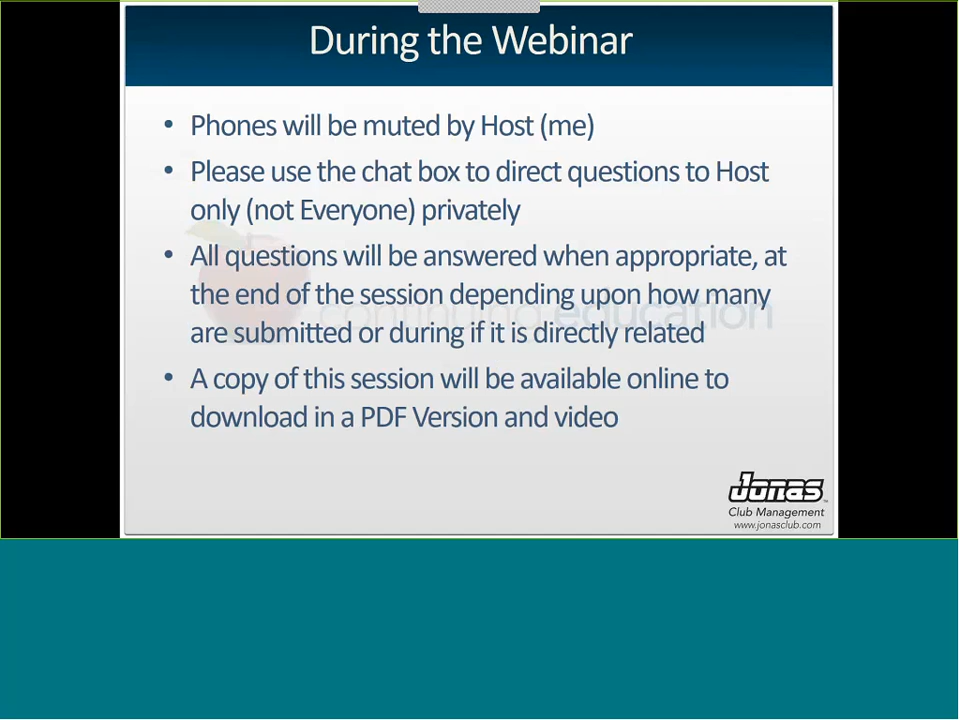 During the Webinar
• Phones will be muted by Host (me)
• Please use the chat box to direct questions to Host
only (not Everyone) privately
• All questions will be answered when appropriate, at
the end of the session depending upon how many
are submitted or during if it is directly related
• A copy of this session will be available online to
download in a PDF Version and video
continuing education
Jonas
Club Management
www.jonasclub.com